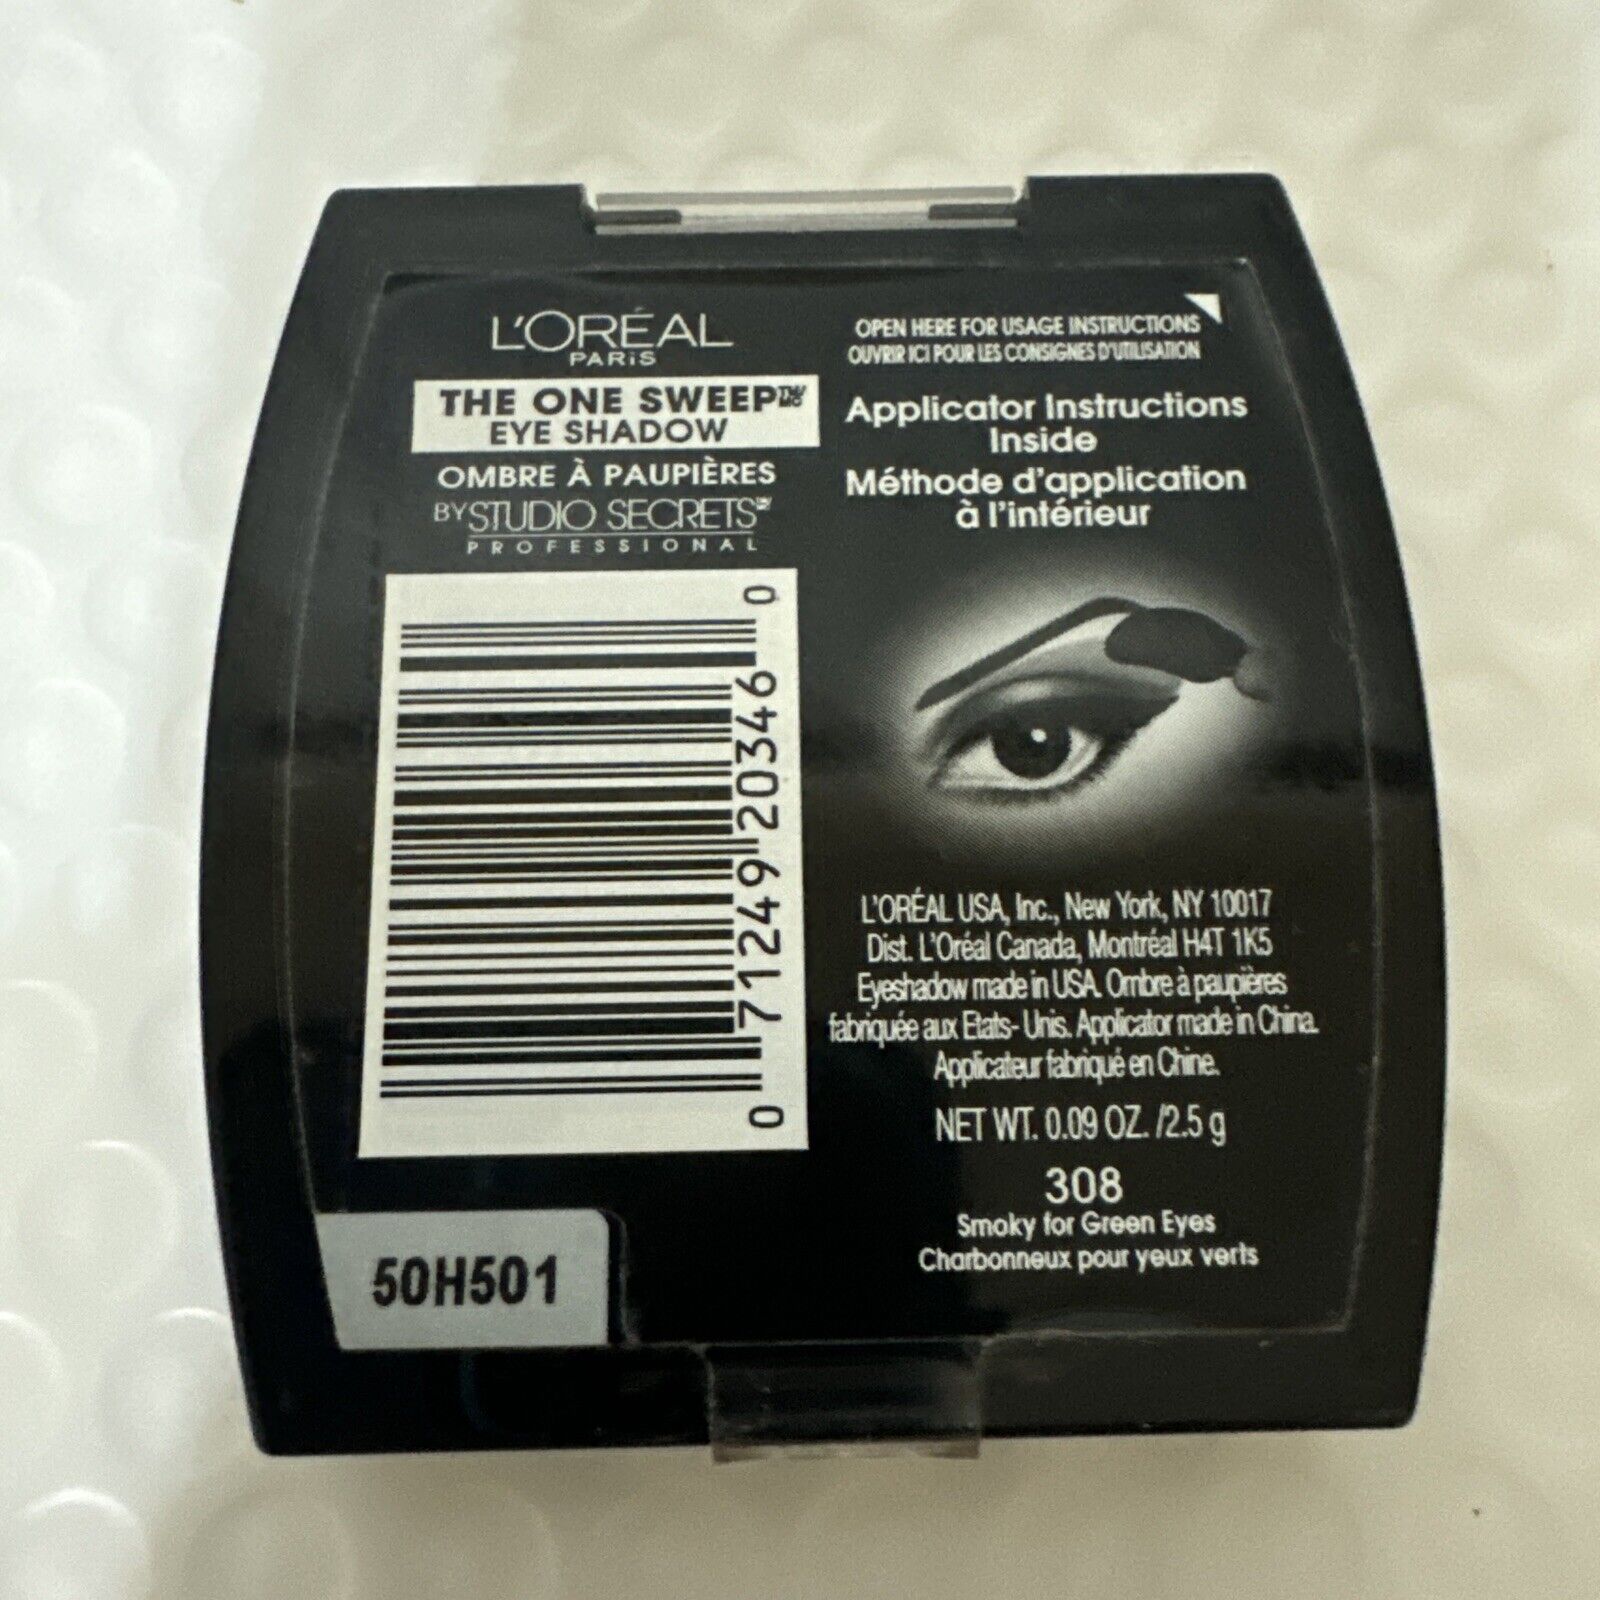 L'ORÉAL
PARiS
THE ONE SWEEP™/MC
EYE SHADOW
OMBRE À PAUPIÈRES
BY STUDIO SECRETS™
PROFESSIONAL
0 71249 20346 0
50H501
OPEN HERE FOR USAGE INSTRUCTIONS
OUVRIR ICI POUR LES CONSIGNES D'UTILISATION
Applicator Instructions
Inside
Méthode d'application
à l'intérieur
L'ORÉAL USA, Inc., New York, NY 10017
Dist. L'Oréal Canada, Montréal H4T 1K5
Eyeshadow made in USA. Ombre à paupières
fabriquée aux Etats- Unis. Applicator made in China.
Applicateur fabriqué en Chine.
NET WT. 0.09 OZ. /2.5 g
308
Smoky for Green Eyes
Charbonneux pour yeux verts